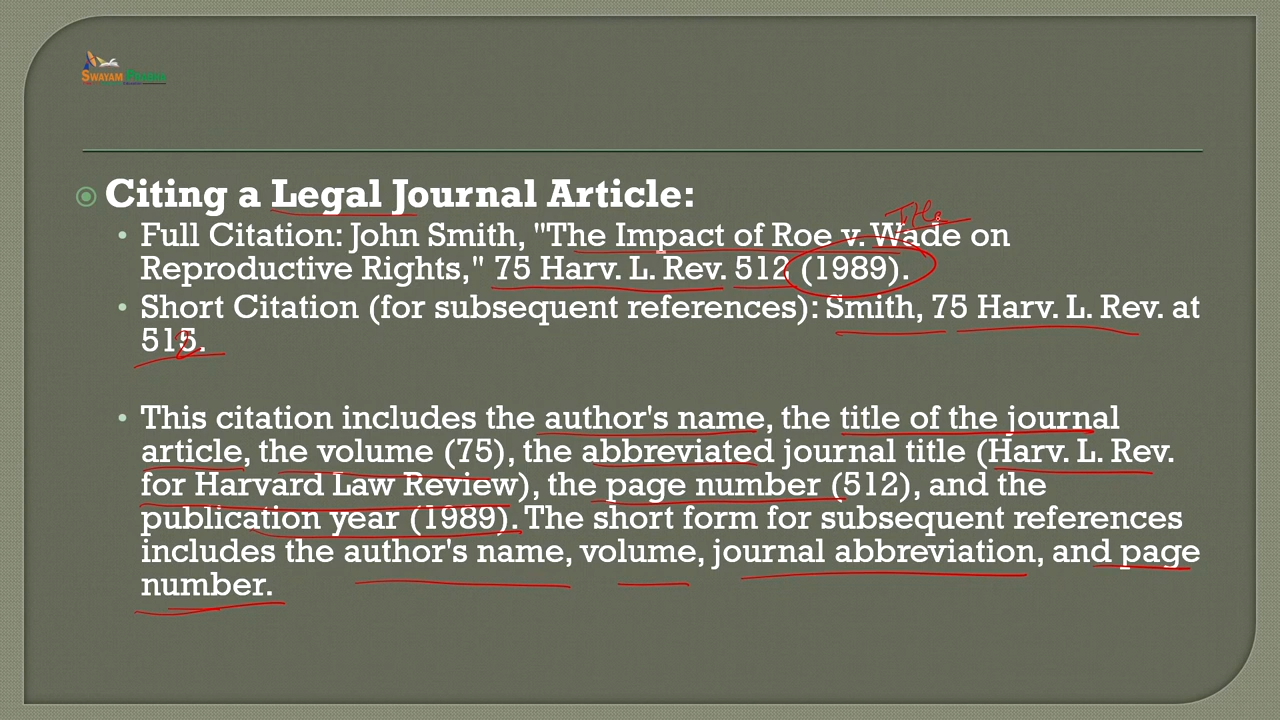 SWAYAM PRABHA
Citing a Legal Journal Article:
Title
Full Citation: John Smith, "The Impact of Roe v. Wade on
Reproductive Rights," 75 Harv. L. Rev. 512 (1989).
Short Citation (for subsequent references): Smith, 75 Harv. L. Rev. at
515.
2
This citation includes the author's name, the title of the journal
article, the volume (75), the abbreviated journal title (Harv. L. Rev.
for Harvard Law Review), the page number (512), and the
publication year (1989). The short form for subsequent references
includes the author's name, volume, journal abbreviation, and page
number.